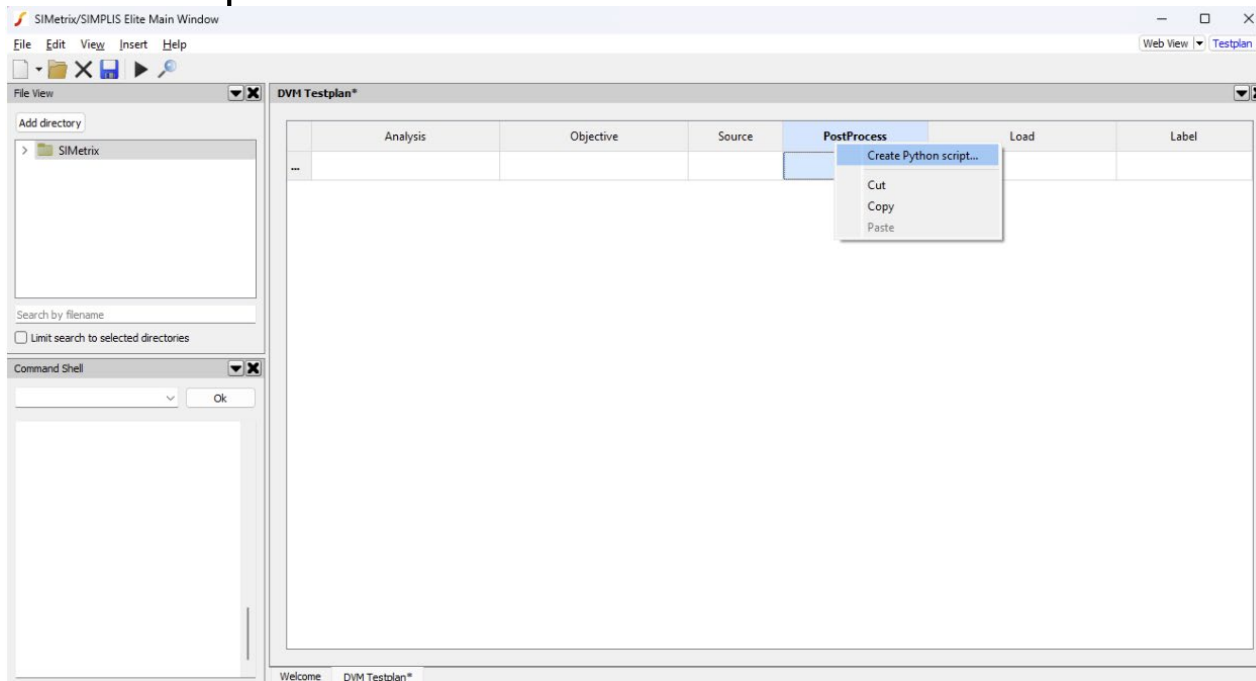 SIMetrix/SIMPLIS Elite Main Window
File Edit View Insert Help
Web View Testplan
File View
DVM Testplan*
Add directory
SIMetrix
Analysis Objective Source PostProcess Load Label
...
Create Python script...
Cut
Copy
Paste
Search by filename
Limit search to selected directories
Command Shell
Ok
Welcome DVM Testplan*